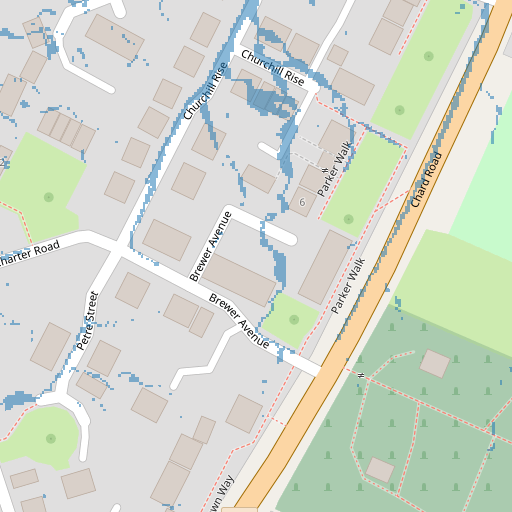 Churchill Rise
Churchill Rise
Parker Walk
Chard Road
6
Brewer Avenue
harter Road
Parker Walk
Brewer Avenue
Petre Street
wn Way